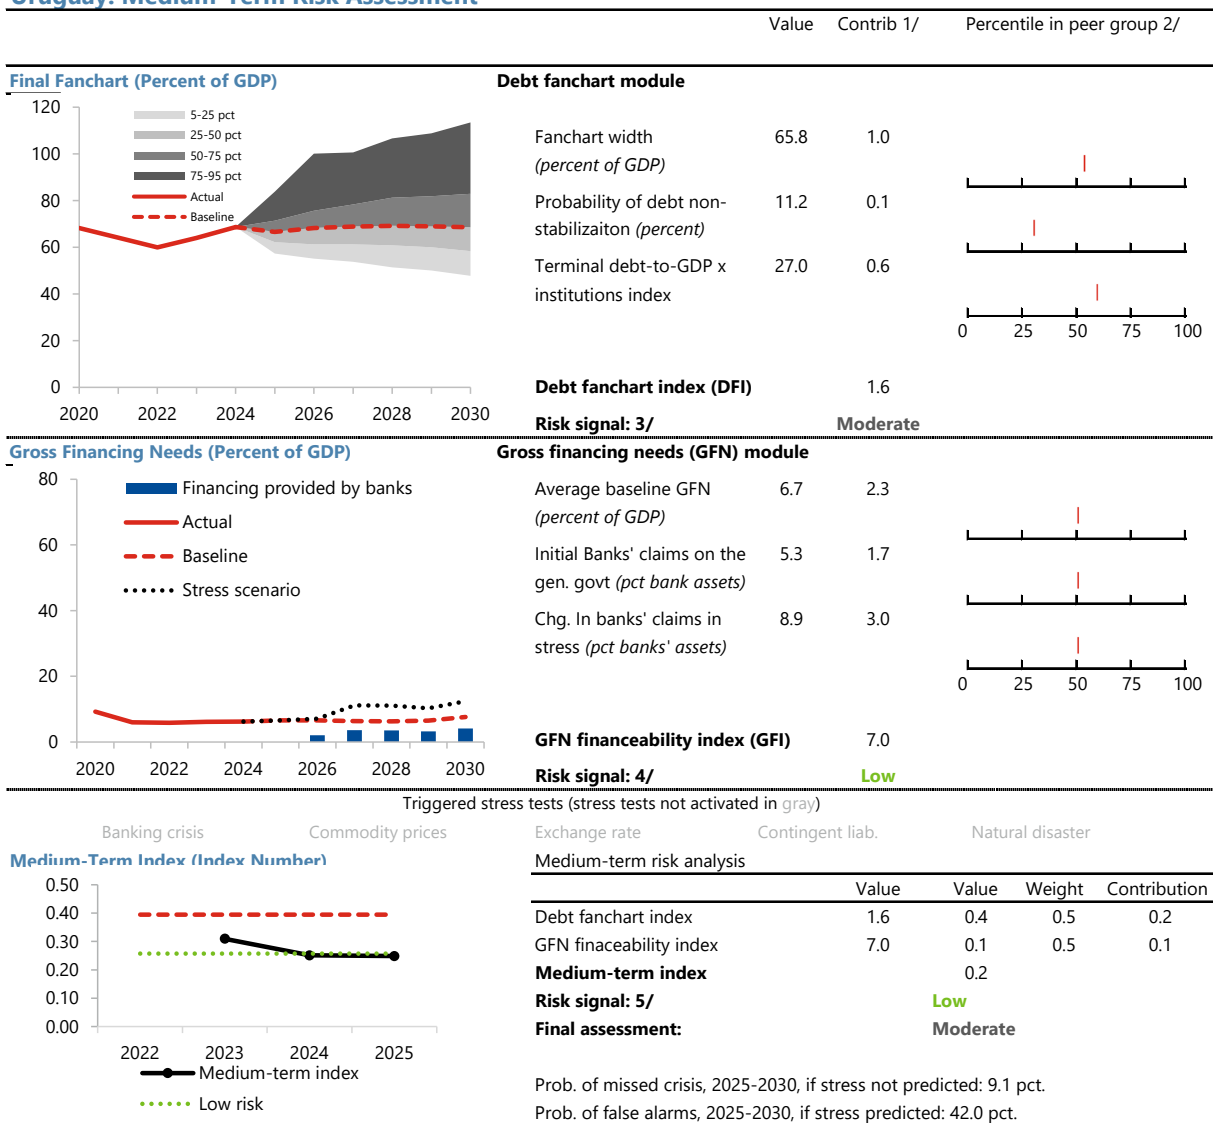 Uruguay: Medium-Term Risk Assessment
Value Contrib 1/ Percentile in peer group 2/
Final Fanchart (Percent of GDP)
Debt fanchart module
120
100
80
60
40
20
0
5-25 pct
25-50 pct
50-75 pct
75-95 pct
Actual
Baseline
2020 2022 2024 2026 2028 2030
Fanchart width 65.8 1.0
(percent of GDP)
Probability of debt non- 11.2 0.1
stabilizaiton (percent)
Terminal debt-to-GDP x 27.0 0.6
institutions index
0 25 50 75 100
Debt fanchart index (DFI) 1.6
Risk signal: 3/ Moderate
Gross Financing Needs (Percent of GDP)
Gross financing needs (GFN) module
80
60
40
20
0
Financing provided by banks
Actual
Baseline
Stress scenario
2020 2022 2024 2026 2028 2030
Average baseline GFN 6.7 2.3
(percent of GDP)
Initial Banks' claims on the 5.3 1.7
gen. govt (pct bank assets)
Chg. In banks' claims in 8.9 3.0
stress (pct banks' assets)
0 25 50 75 100
GFN financeability index (GFI) 7.0
Risk signal: 4/ Low
Triggered stress tests (stress tests not activated in gray)
Banking crisis Commodity prices Exchange rate Contingent liab. Natural disaster
Medium-Term Index (Index Number)
0.50
0.40
0.30
0.20
0.10
0.00
2022 2023 2024 2025
Medium-term index
Low risk
Medium-term risk analysis
Value Value Weight Contribution
Debt fanchart index 1.6 0.4 0.5 0.2
GFN finaceability index 7.0 0.1 0.5 0.1
Medium-term index 0.2
Risk signal: 5/ Low
Final assessment: Moderate
Prob. of missed crisis, 2025-2030, if stress not predicted: 9.1 pct.
Prob. of false alarms, 2025-2030, if stress predicted: 42.0 pct.